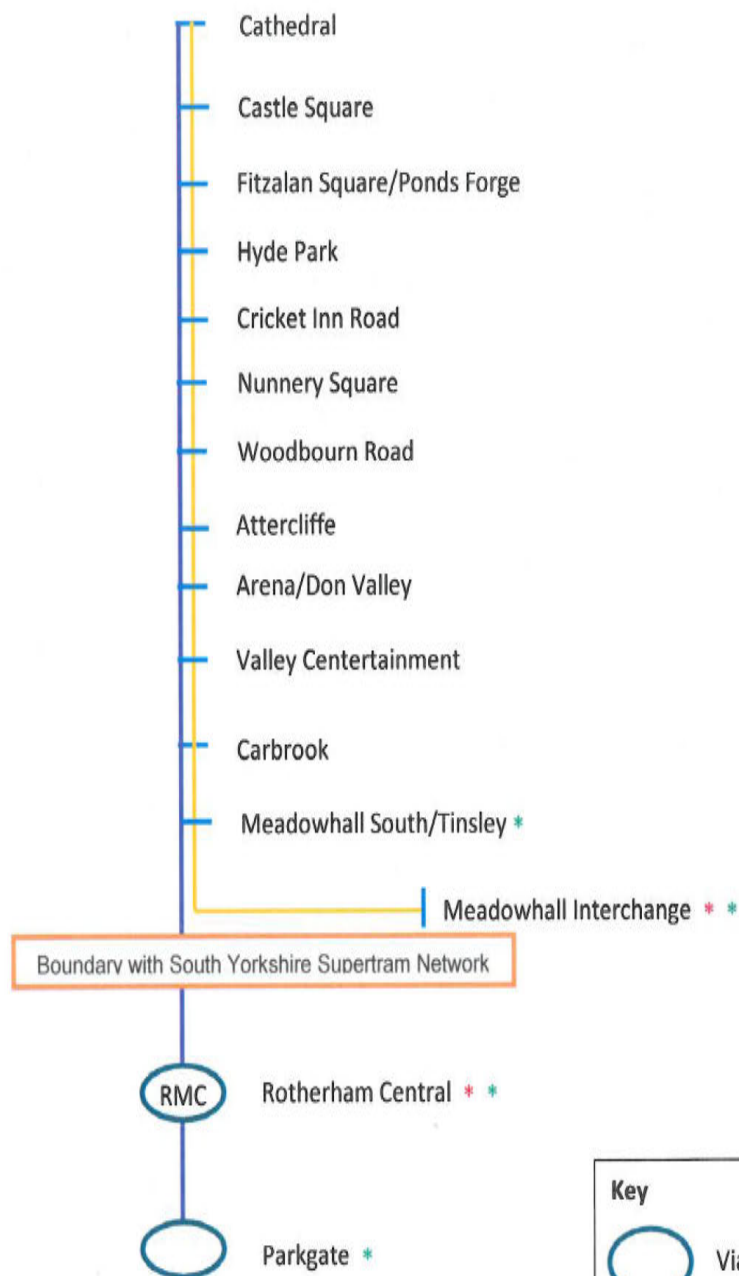 Cathedral
Castle Square
Fitzalan Square/Ponds Forge
Hyde Park
Cricket Inn Road
Nunnery Square
Woodbourn Road
Attercliffe
Arena/Don Valley
Valley Centertainment
Carbrook
Meadowhall South/Tinsley *
Meadowhall Interchange * *
Boundary with South Yorkshire Supertram Network
RMC Rotherham Central * *
Key
Parkgate *